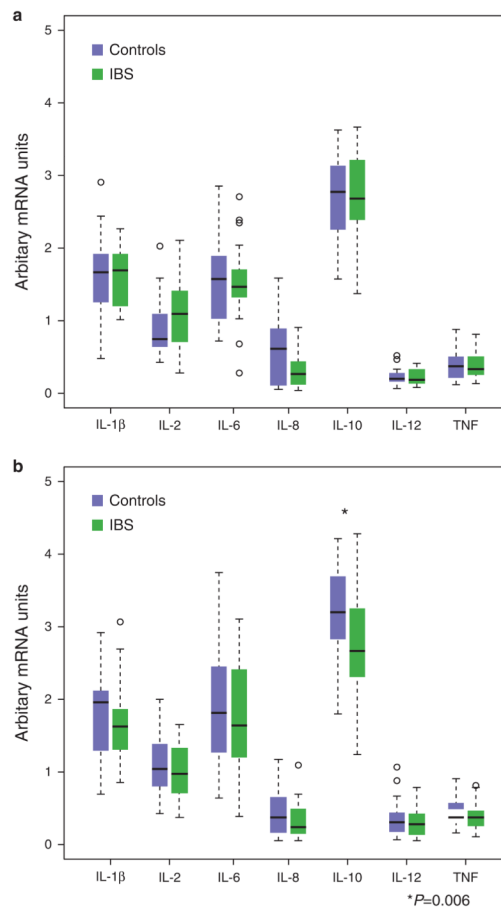 a
5
4
3
2
1
0
Arbitary mRNA units
Controls
IBS
IL-1β IL-2 IL-6 IL-8 IL-10 IL-12 TNF
b
5
4
3
2
1
0
Arbitary mRNA units
Controls
IBS
*
IL-1β IL-2 IL-6 IL-8 IL-10 IL-12 TNF
*P=0.006